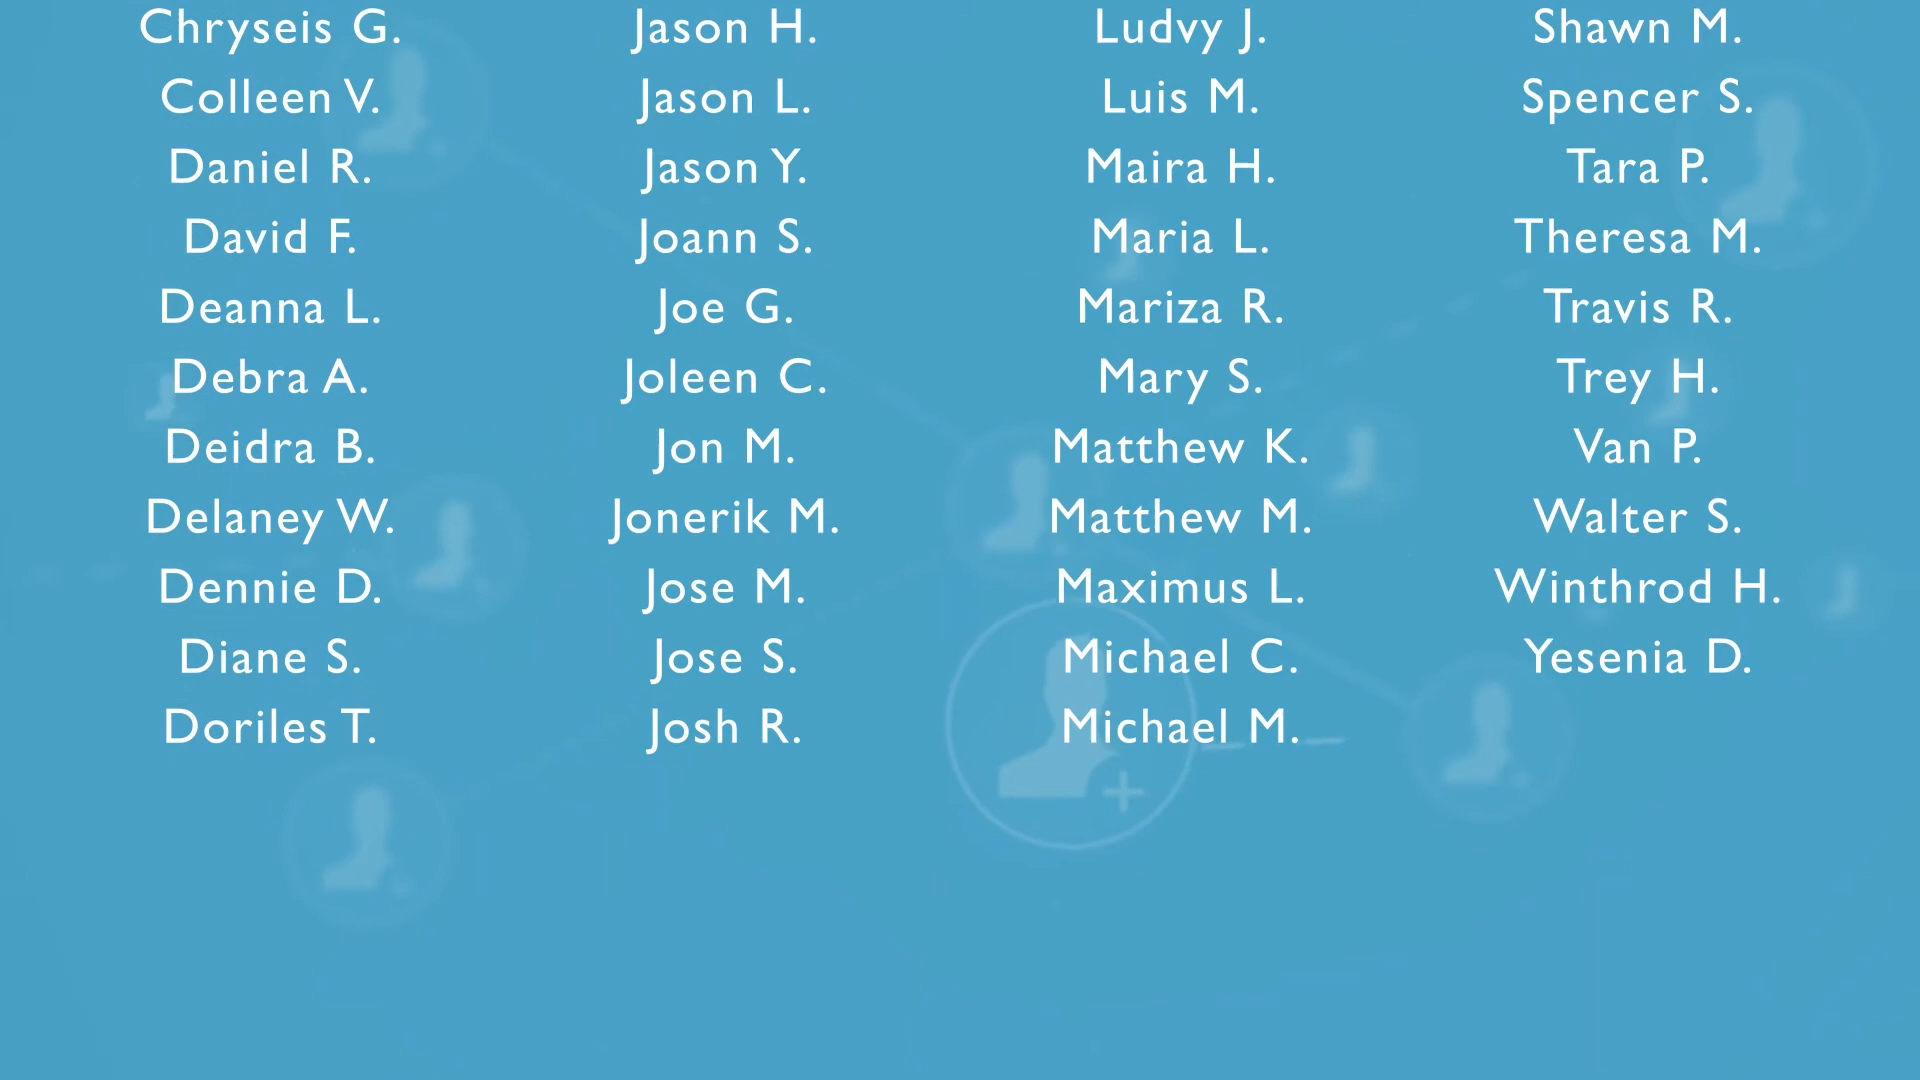 Chryseis G.
Colleen V.
Daniel R.
David F.
Deanna L.
Debra A.
Deidra B.
Delaney W.
Dennie D.
Diane S.
Doriles T.
Jason H.
Jason L.
Jason Y.
Joann S.
Joe G.
Joleen C.
Jon M.
Jonerik M.
Jose M.
Jose S.
Josh R.
Ludvy J.
Luis M.
Maira H.
Maria L.
Mariza R.
Mary S.
Matthew K.
Matthew M.
Maximus L.
Michael C.
Michael M.
Shawn M.
Spencer S.
Tara P.
Theresa M.
Travis R.
Trey H.
Van P.
Walter S.
Winthrod H.
Yesenia D.